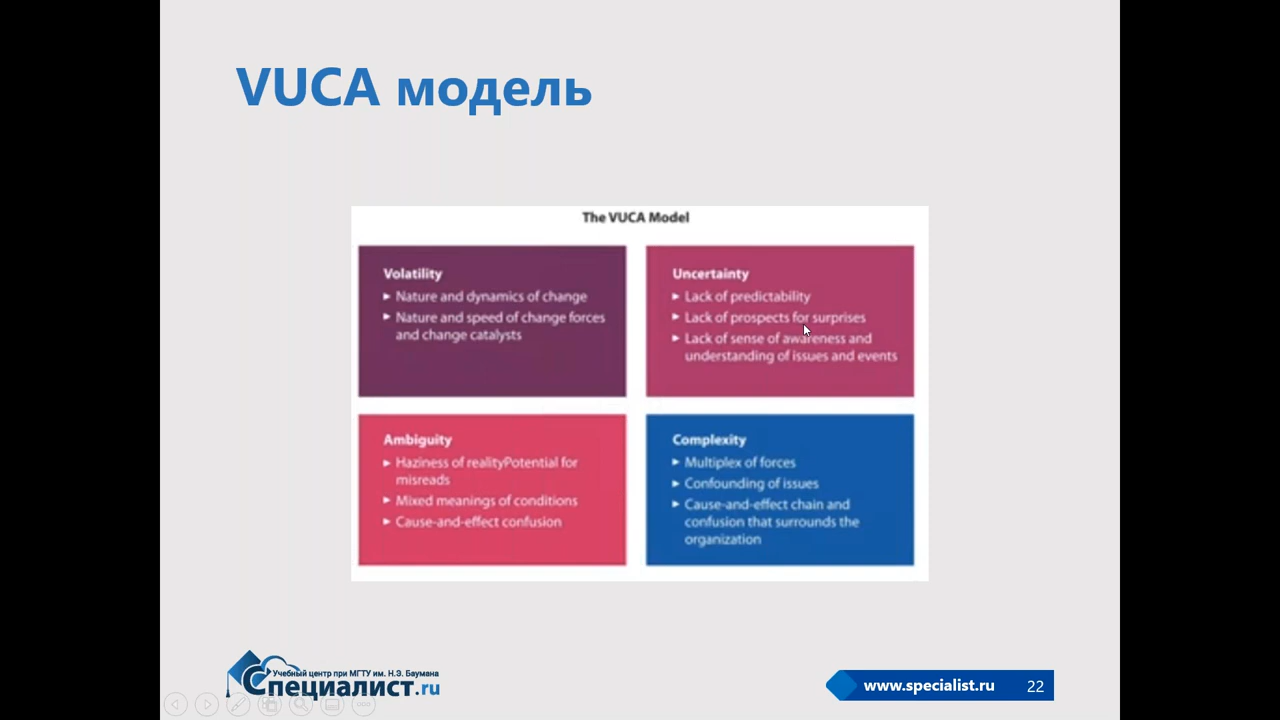 VUCA модель
The VUCA Model
Volatility
► Nature and dynamics of change
► Nature and speed of change forces
and change catalysts
Uncertainty
► Lack of predictability
► Lack of prospects for surprises
► Lack of sense of awareness and
understanding of issues and events
Ambiguity
► Haziness of realityPotential for
misreads
► Mixed meanings of conditions
► Cause-and-effect confusion
Complexity
► Multiplex of forces
► Confounding of issues
► Cause-and-effect chain and
confusion that surrounds the
organization
Учебный центр при МГТУ им. Н.Э. Баумана
Специалист.ru
www.specialist.ru 22